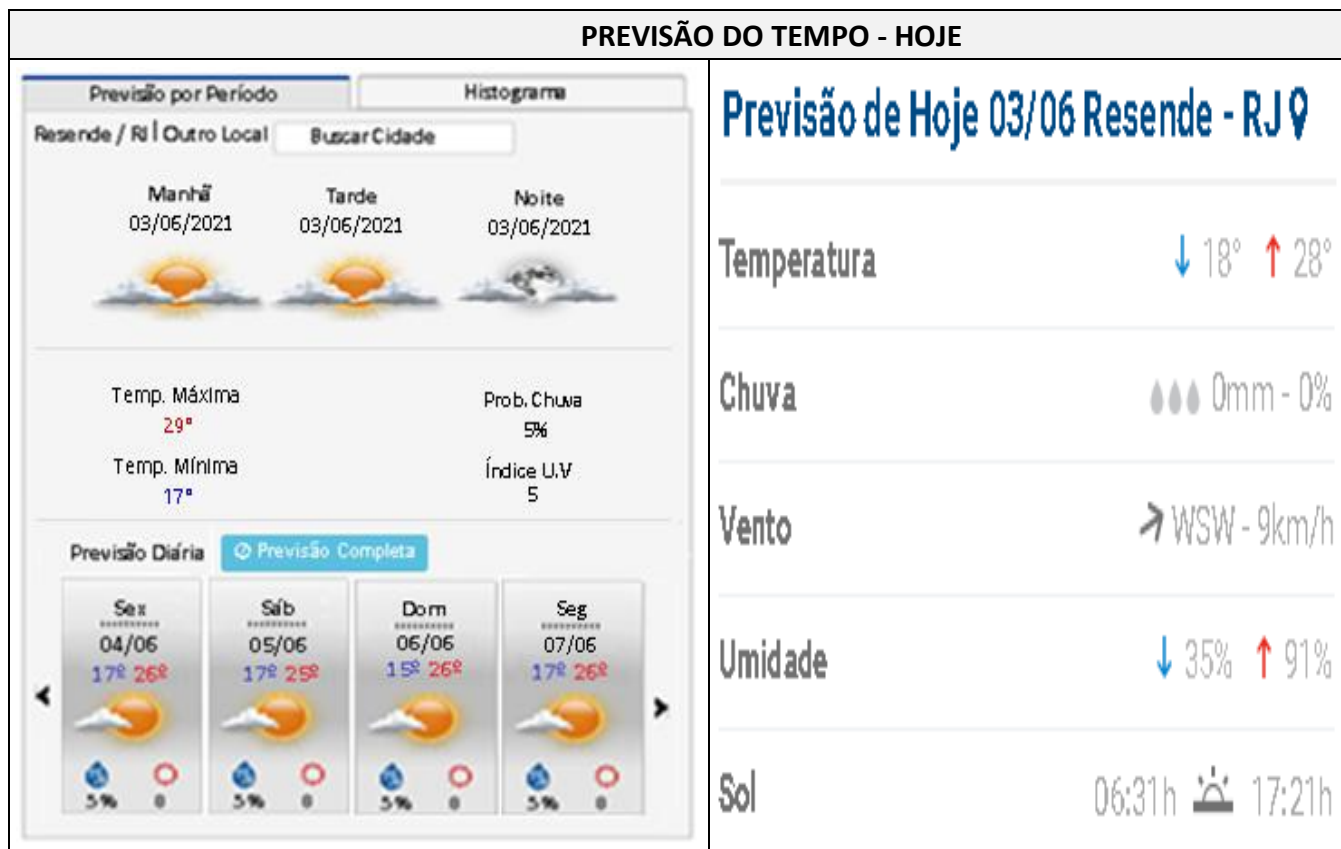 PREVISÃO DO TEMPO - HOJE
Previsão por Período
Histograma
Resende / RJ | Outro Local
Buscar Cidade
Manhã
03/06/2021
Tarde
03/06/2021
Noite
03/06/2021
Temp. Máxima
29°
Prob. Chuva
5%
Temp. Mínima
17°
Índice U.V
5
Previsão Diária
Previsão Completa
Sex
04/06
17º 26º
5% 0
Sáb
05/06
17º 25º
5% 0
Dom
06/06
15º 26º
5% 0
Seg
07/06
17º 26º
5% 0
Previsão de Hoje 03/06 Resende - RJ
Temperatura ↓ 18° ↑ 28°
Chuva 0mm - 0%
Vento WSW - 9km/h
Umidade ↓ 35% ↑ 91%
Sol 06:31h 17:21h